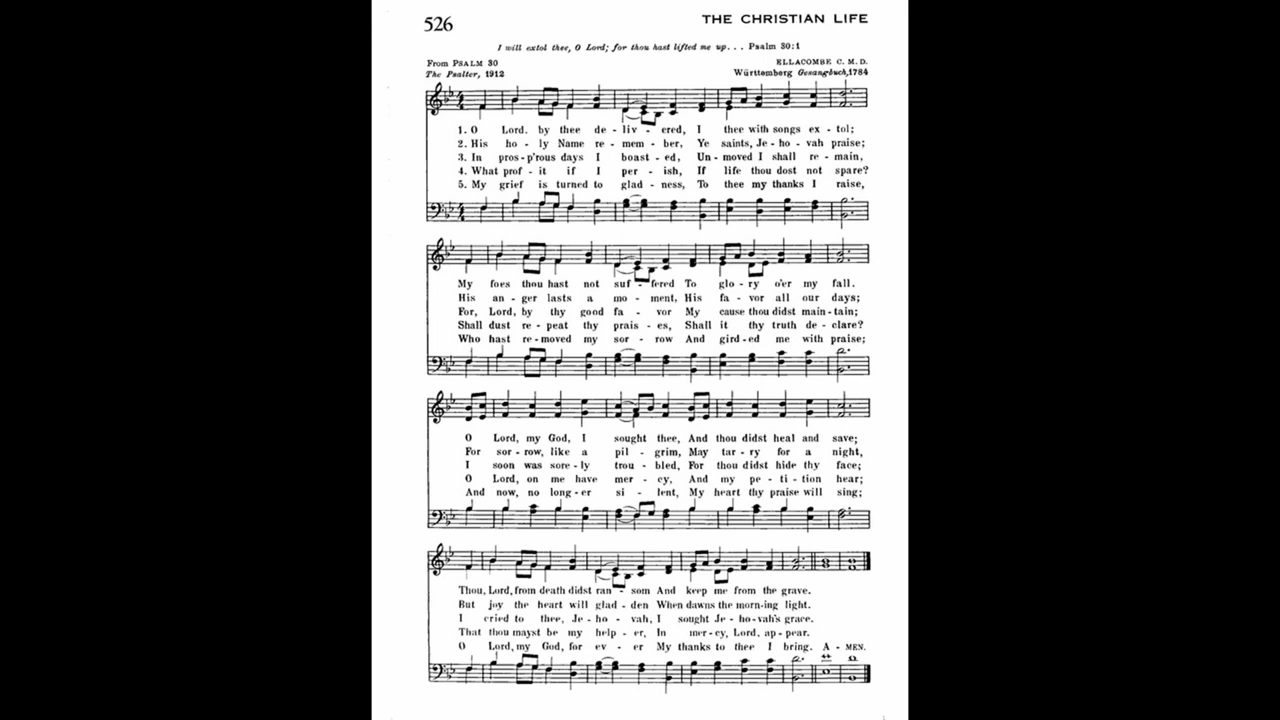 526
THE CHRISTIAN LIFE
I will extol thee, O Lord; for thou hast lifted me up... Psalm 30:1
From PSALM 30
ELLACOMBE C. M. D.
The Psalter, 1912
Württemberg Gesangbuch, 1784
1. O Lord, by thee de - liv - ered, I thee with songs ex - tol;
2. His ho - ly Name re - mem - ber, Ye saints, Je - ho - vah praise;
3. In pros - p'rous days I boast - ed, Un - moved I shall re - main,
4. What prof - it if I per - ish, If life thou dost not spare?
5. My grief is turned to glad - ness, To thee my thanks I raise,
My foes thou hast not suf - fered To glo - ry o'er my fall.
His an - ger lasts a mo - ment, His fa - vor all our days;
For, Lord, by thy good fa - vor My cause thou didst main - tain;
Shall dust re - peat thy prais - es, Shall it thy truth de - clare?
Who hast re - moved my sor - row And gird - ed me with praise;
O Lord, my God, I sought thee, And thou didst heal and save;
For sor - row, like a pil - grim, May tar - ry for a night,
I soon was sore - ly trou - bled, For thou didst hide thy face;
O Lord, on me have mer - cy, And my pe - ti - tion hear;
And now, no long - er si - lent, My heart thy praise will sing;
Thou, Lord, from death didst ran - som And keep me from the grave.
But joy the heart will glad - den When dawns the morn - ing light.
I cried to thee, Je - ho - vah, I sought Je - ho - vah's grace.
That thou mayst be my help - er, In mer - cy, Lord, ap - pear.
O Lord, my God, for ev - er My thanks to thee I bring. A - MEN.